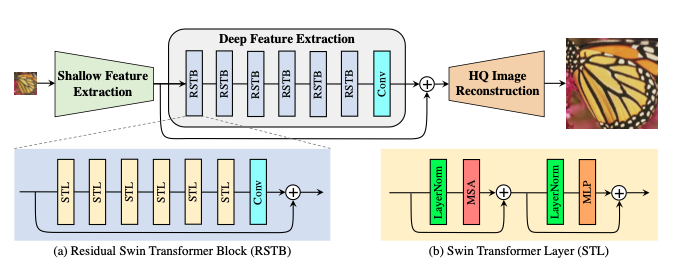 Deep Feature Extraction
Shallow Feature
Extraction
RSTB
RSTB
RSTB
RSTB
RSTB
RSTB
Conv
+
HQ Image
Reconstruction
STL
STL
STL
STL
STL
STL
Conv
+
LayerNorm
MSA
+
LayerNorm
MLP
+
(a) Residual Swin Transformer Block (RSTB)
(b) Swin Transformer Layer (STL)